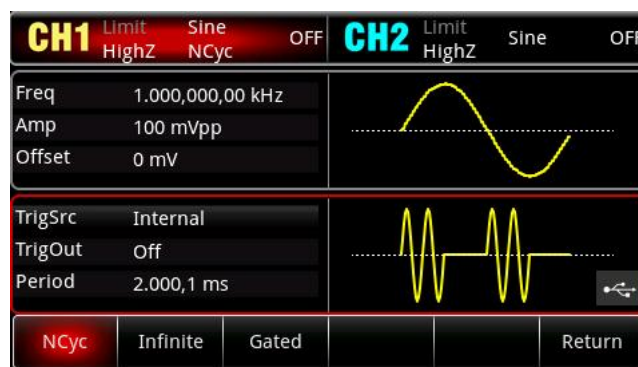 CH1 Limit Sine OFF
HighZ NCyc
CH2 Limit Sine OFF
HighZ
Freq 1.000,000,00 kHz
Amp 100 mVpp
Offset 0 mV
TrigSrc Internal
TrigOut Off
Period 2.000,1 ms
NCyc Infinite Gated Return